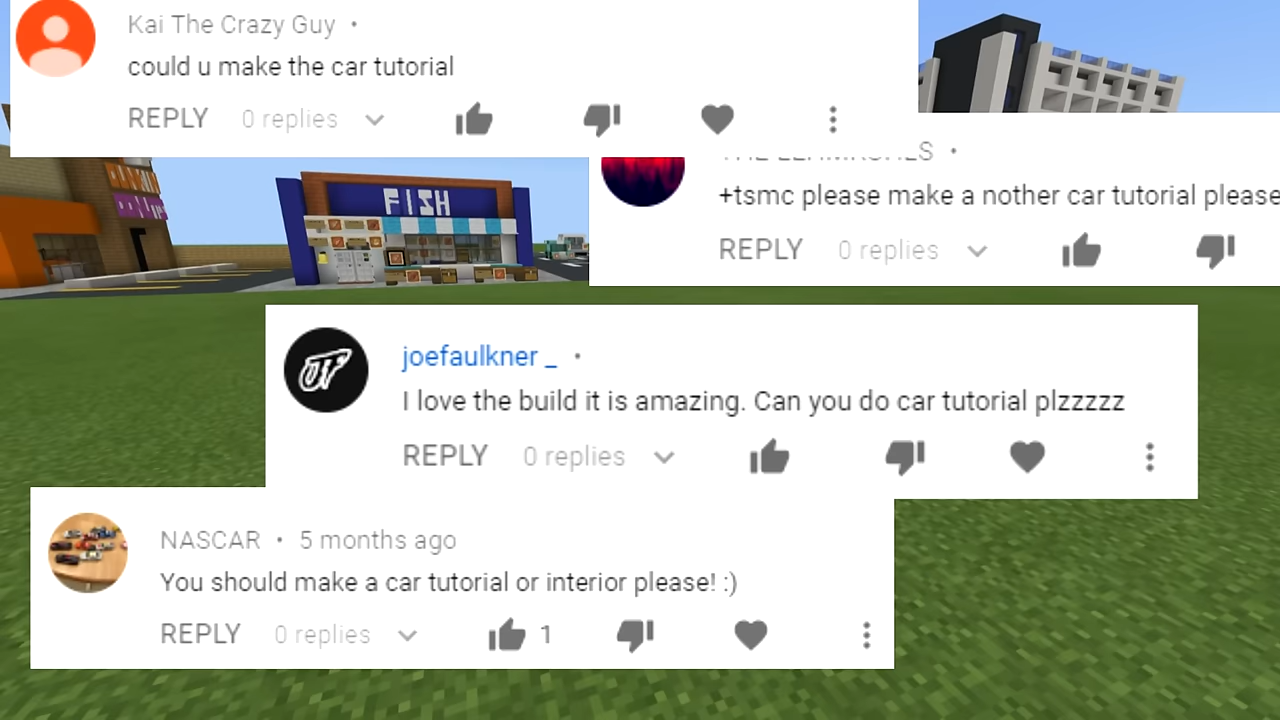 Kai The Crazy Guy •
could u make the car tutorial
REPLY 0 replies
FISH
+tsmc please make a nother car tutorial please
REPLY 0 replies
joefaulkner _ •
I love the build it is amazing. Can you do car tutorial plzzzzz
REPLY 0 replies
NASCAR • 5 months ago
You should make a car tutorial or interior please! :)
REPLY 0 replies 1